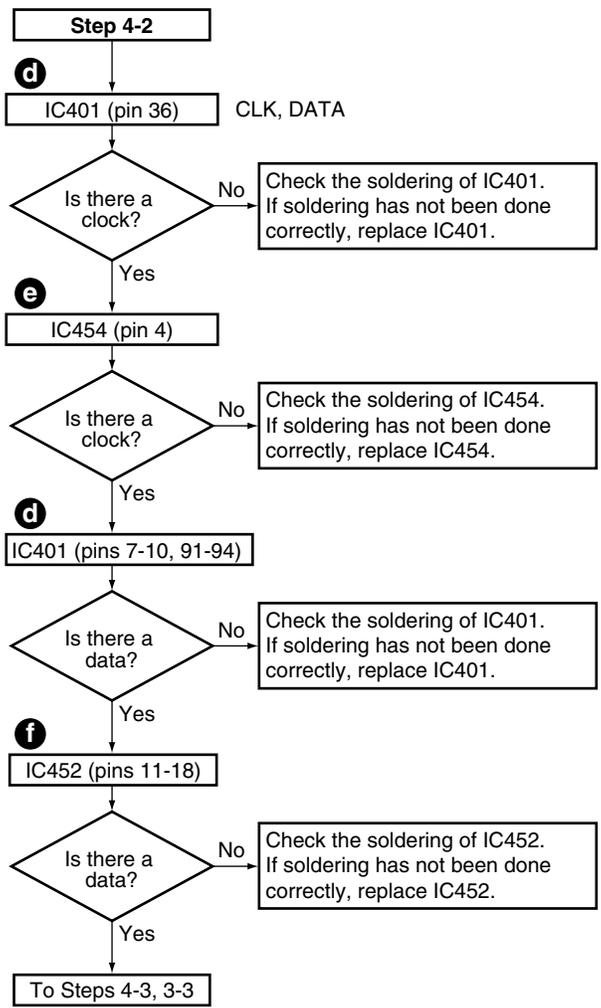 Step 4-2
d
IC401 (pin 36)
CLK, DATA
Is there a
clock?
No
Check the soldering of IC401.
If soldering has not been done
correctly, replace IC401.
Yes
e
IC454 (pin 4)
Is there a
clock?
No
Check the soldering of IC454.
If soldering has not been done
correctly, replace IC454.
Yes
d
IC401 (pins 7-10, 91-94)
Is there a
data?
No
Check the soldering of IC401.
If soldering has not been done
correctly, replace IC401.
Yes
f
IC452 (pins 11-18)
Is there a
data?
No
Check the soldering of IC452.
If soldering has not been done
correctly, replace IC452.
Yes
To Steps 4-3, 3-3